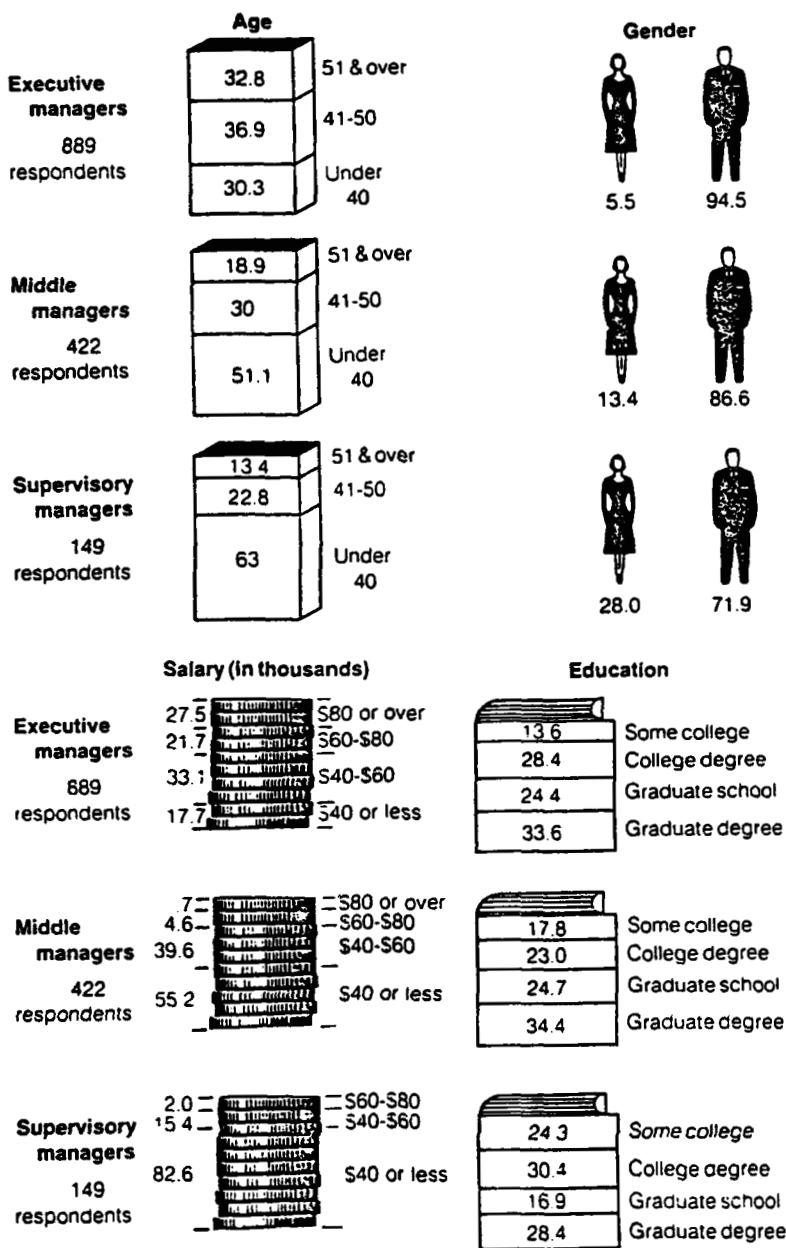 Age
Gender
Executive managers
889 respondents
32.8 51 & over
36.9 41-50
30.3 Under 40
5.5 94.5
Middle managers
422 respondents
18.9 51 & over
30 41-50
51.1 Under 40
13.4 86.6
Supervisory managers
149 respondents
13 4 51 & over
22.8 41-50
63 Under 40
28.0 71.9
Salary (in thousands)
Education
Executive managers
889 respondents
27.5 $80 or over
21.7 $60-$80
33.1 $40-$60
17.7 $40 or less
13 6 Some college
28.4 College degree
24 4 Graduate school
33.6 Graduate degree
Middle managers
422 respondents
.7 $80 or over
4.6 $60-$80
39.6 $40-$60
55 2 $40 or less
17.8 Some college
23.0 College degree
24.7 Graduate school
34.4 Graduate degree
Supervisory managers
149 respondents
2.0 $60-$80
15 4 $40-$60
82.6 $40 or less
24 3 Some college
30.4 College degree
16.9 Graduate school
28.4 Graduate degree